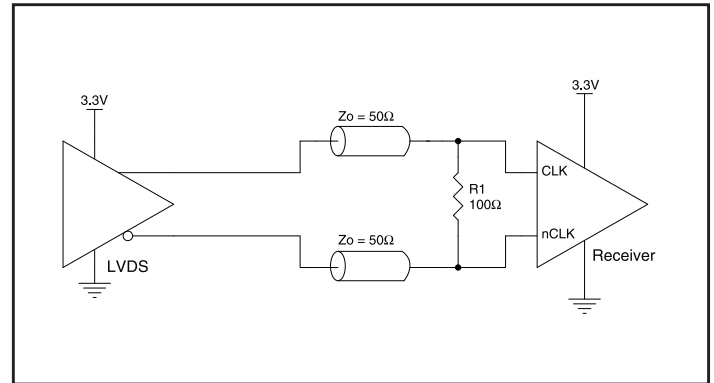 3.3V
3.3V
Zo = 50Ω
CLK
R1
100Ω
Zo = 50Ω
nCLK
Receiver
LVDS